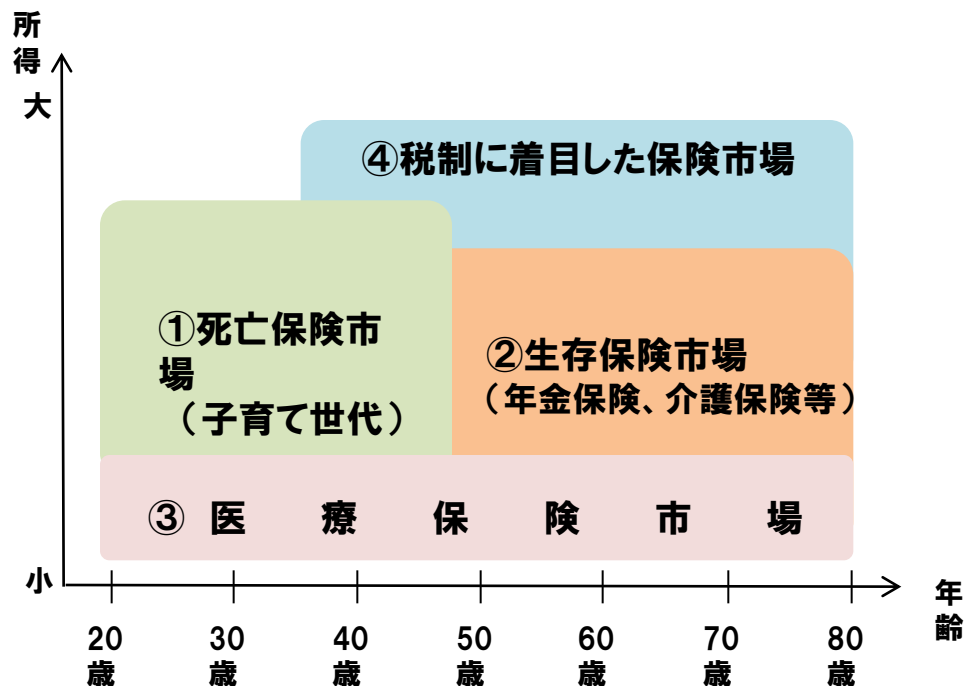 所
得
大
④税制に着目した保険市場
①死亡保険市
場
（子育て世代）
②生存保険市場
（年金保険、介護保険等）
③ 医 療 保 険 市 場
小
20
歳
30
歳
40
歳
50
歳
60
歳
70
歳
80
歳
年
齢